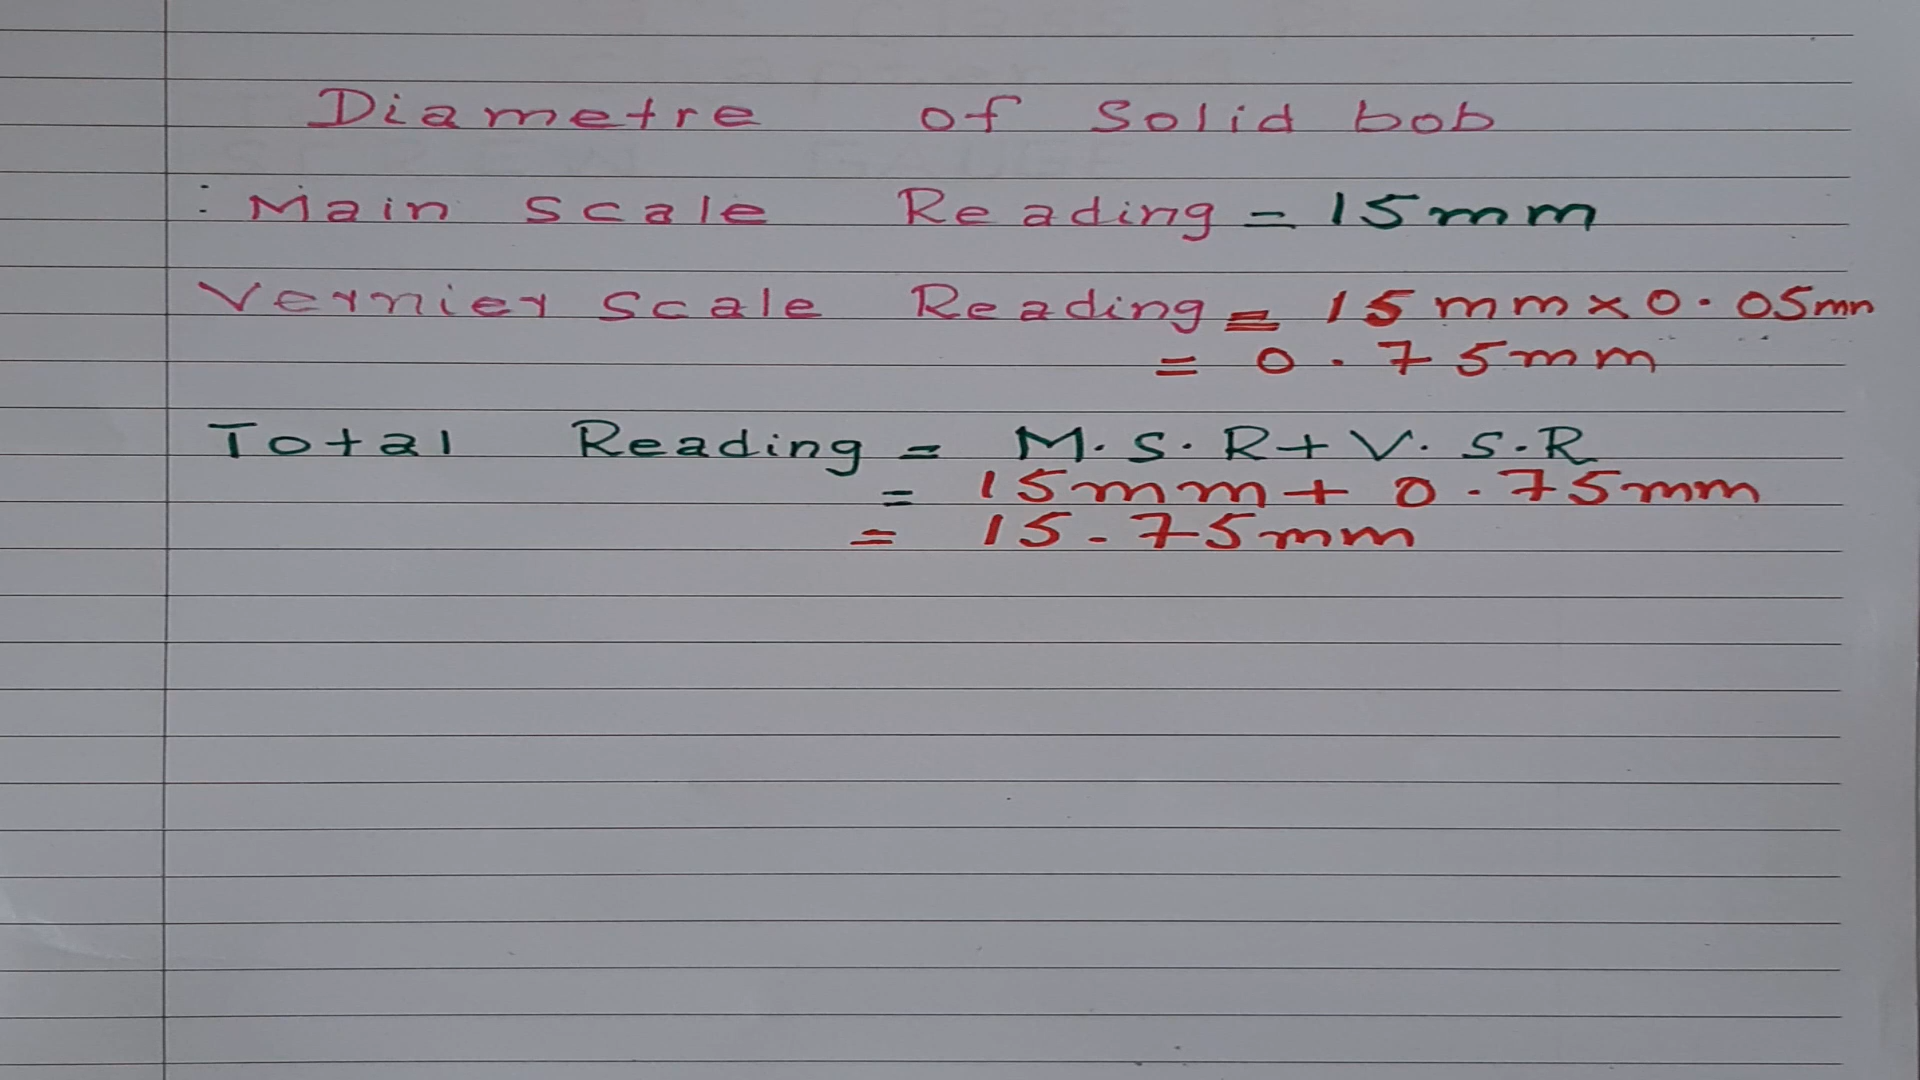 Diametre of Solid bob
: Main Scale Reading = 15mm
Vernier Scale Reading = 15mm×0.05mm
= 0.75mm
Total Reading = M.S.R+V.S.R
= 15mm+0.75mm
= 15.75mm